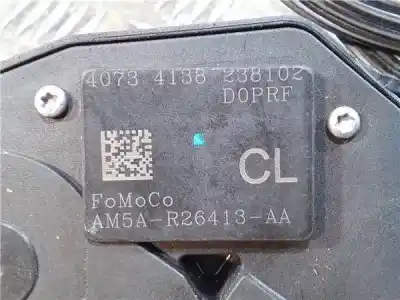 4073 4138 238102
D0PRF
CL
FoMoCo
AM5A-R26413-AA